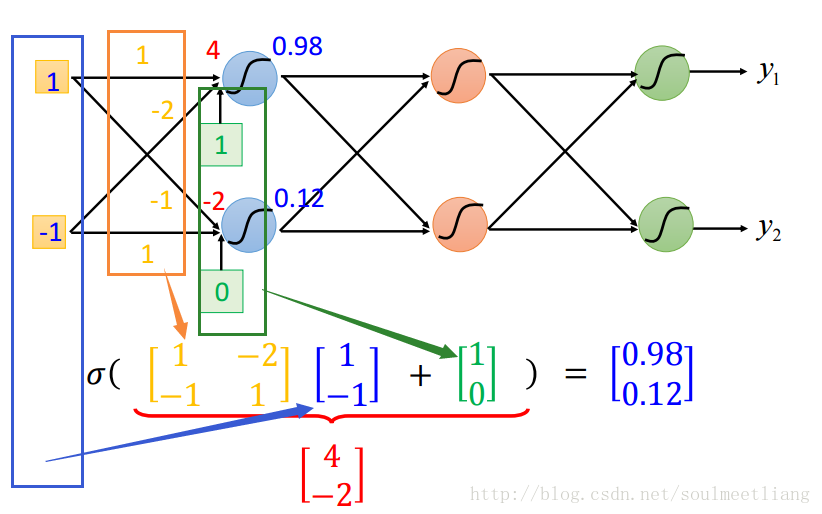 1 4 0.98
1 y₁
-2
1
-1 -2 0.12
-1 y₂
1
0
σ( [1 -2] [1] + [1] ) = [0.98]
[-1 1] [-1] [0] [0.12]
[4]
[-2]
http://blog.csdn.net/soulmeetliang